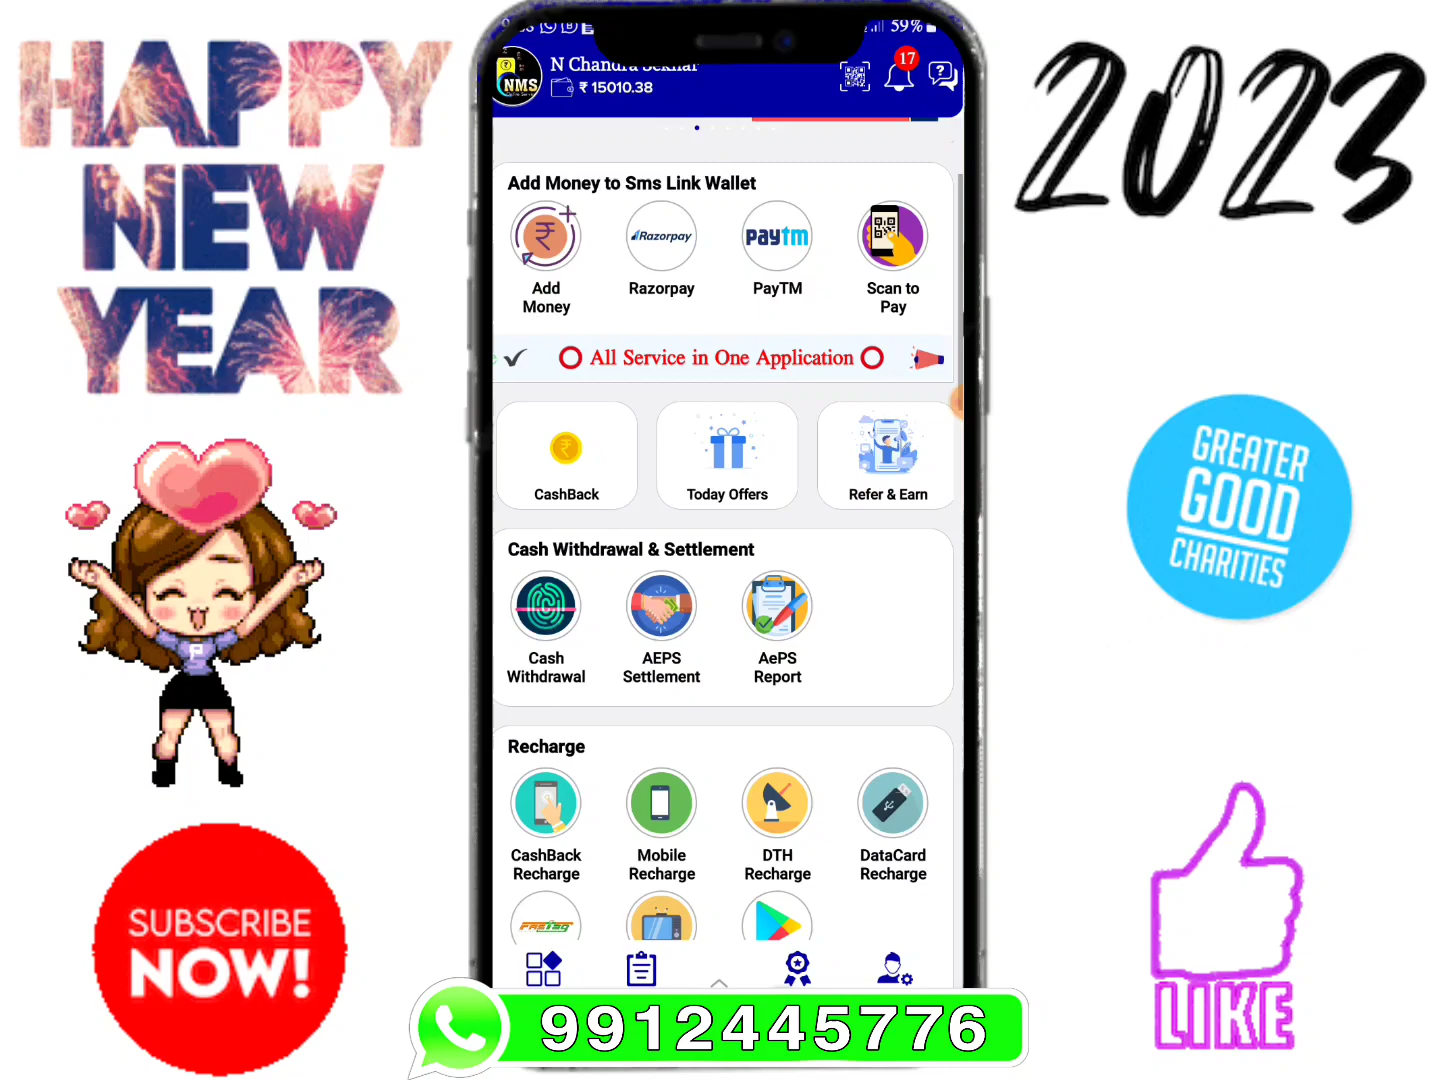 HAPPY
NEW
YEAR
2023
59%
N Chandra Sekhar
₹ 15010.38
17
NMS
Add Money to Sms Link Wallet
Razorpay
paytm
Add
Money
Razorpay
PayTM
Scan to
Pay
All Service in One Application
CashBack
Today Offers
Refer & Earn
Cash Withdrawal & Settlement
Cash
Withdrawal
AEPS
Settlement
AePS
Report
Recharge
CashBack
Recharge
Mobile
Recharge
DTH
Recharge
DataCard
Recharge
FASTag
GREATER
GOOD
CHARITIES
P
SUBSCRIBE
NOW!
LIKE
9912445776